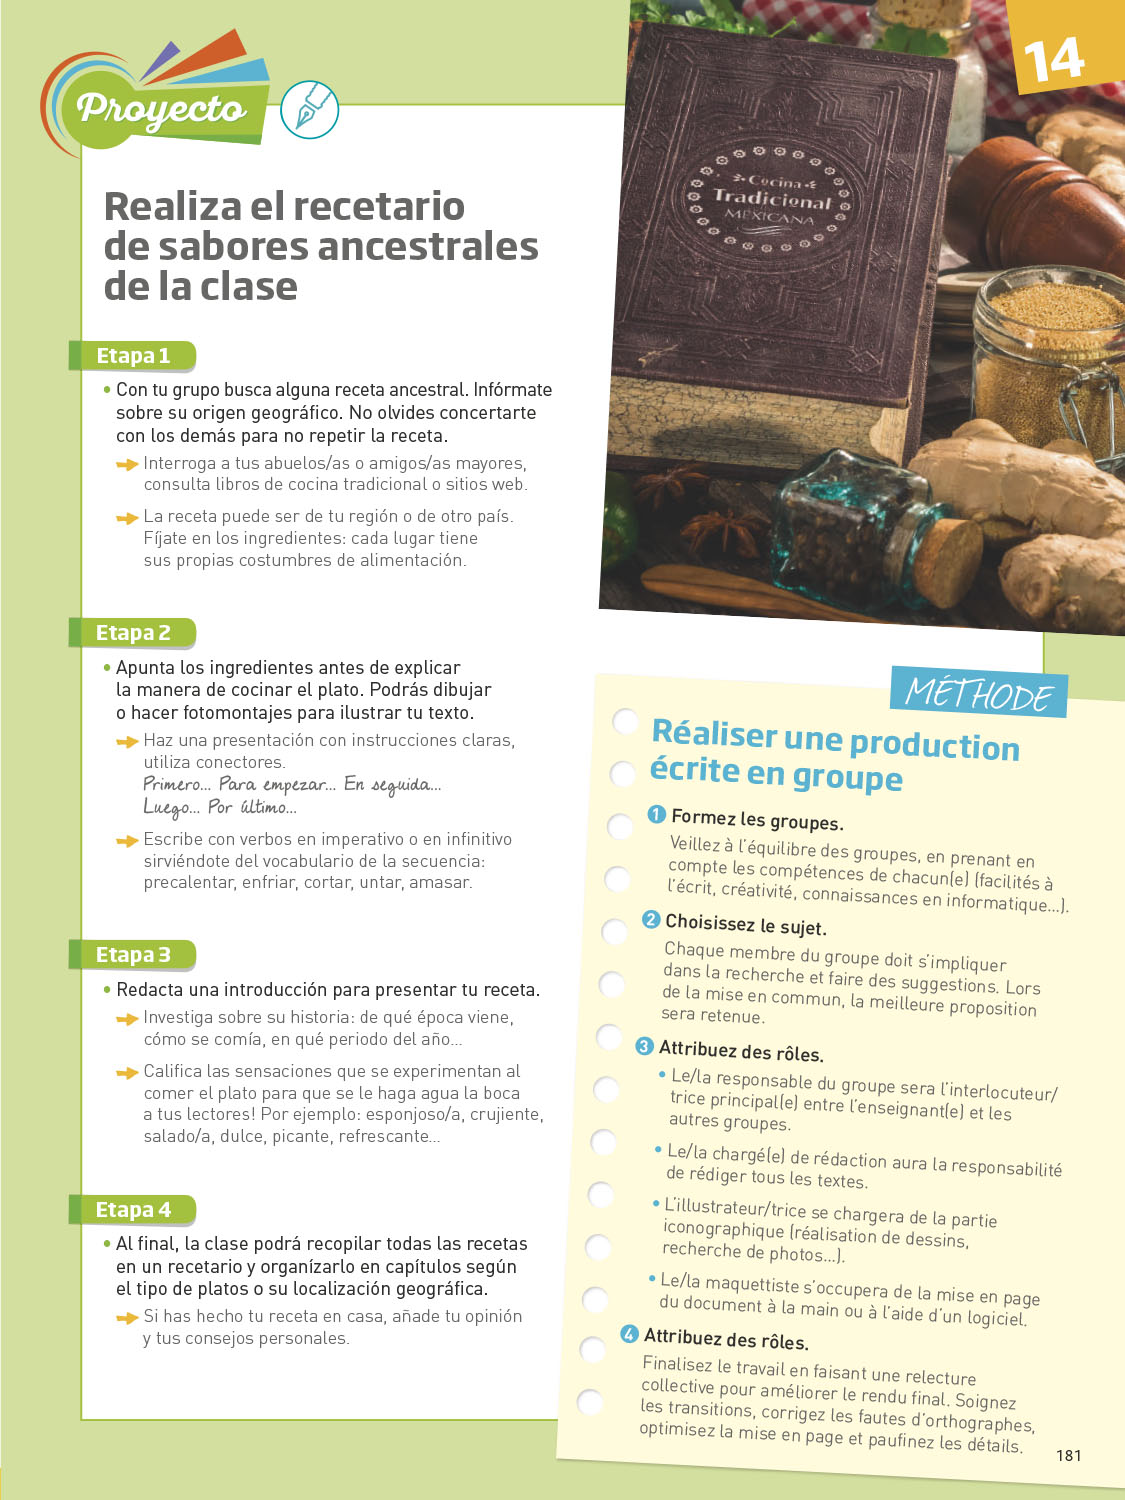 Proyecto
14
Cocina
Tradicional
MEXICANA
Realiza el recetario
de sabores ancestrales
de la clase
Etapa 1
• Con tu grupo busca alguna receta ancestral. Infórmate
sobre su origen geográfico. No olvides concertarte
con los demás para no repetir la receta.
Interroga a tus abuelos/as o amigos/as mayores,
consulta libros de cocina tradicional o sitios web.
La receta puede ser de tu región o de otro país.
Fíjate en los ingredientes: cada lugar tiene
sus propias costumbres de alimentación.
Etapa 2
• Apunta los ingredientes antes de explicar
la manera de cocinar el plato. Podrás dibujar
o hacer fotomontajes para ilustrar tu texto.
Haz una presentación con instrucciones claras,
utiliza conectores.
Primero... Para empezar... En seguida...
Luego... Por último...
Escribe con verbos en imperativo o en infinitivo
sirviéndote del vocabulario de la secuencia:
precalentar, enfriar, cortar, untar, amasar.
Etapa 3
• Redacta una introducción para presentar tu receta.
Investiga sobre su historia: de qué época viene,
cómo se comía, en qué periodo del año...
Califica las sensaciones que se experimentan al
comer el plato para que se le haga agua la boca
a tus lectores! Por ejemplo: esponjoso/a, crujiente,
salado/a, dulce, picante, refrescante...
Etapa 4
• Al final, la clase podrá recopilar todas las recetas
en un recetario y organízarlo en capítulos según
el tipo de platos o su localización geográfica.
Si has hecho tu receta en casa, añade tu opinión
y tus consejos personales.
MÉTHODE
Réaliser une production
écrite en groupe
1 Formez les groupes.
Veillez à l'équilibre des groupes, en prenant en
compte les compétences de chacun(e) (facilités à
l'écrit, créativité, connaissances en informatique...).
2 Choisissez le sujet.
Chaque membre du groupe doit s'impliquer
dans la recherche et faire des suggestions. Lors
de la mise en commun, la meilleure proposition
sera retenue.
3 Attribuez des rôles.
• Le/la responsable du groupe sera l'interlocuteur/
trice principal(e) entre l'enseignant(e) et les
autres groupes.
• Le/la chargé(e) de rédaction aura la responsabilité
de rédiger tous les textes.
• L'illustrateur/trice se chargera de la partie
iconographique (réalisation de dessins,
recherche de photos...).
• Le/la maquettiste s'occupera de la mise en page
du document à la main ou à l'aide d'un logiciel.
4 Attribuez des rôles.
Finalisez le travail en faisant une relecture
collective pour améliorer le rendu final. Soignez
les transitions, corrigez les fautes d'orthographes,
optimisez la mise en page et paufinez les détails.
181